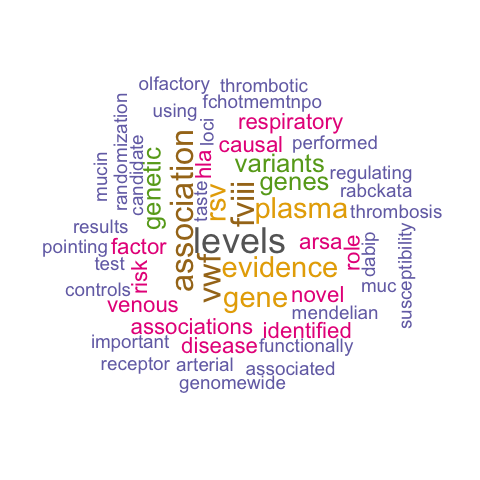 olfactory
thrombotic
using
fchotmemtnpo
randomization
candidate
mucin
genetic
association
loci
hla
taste
respiratory
causal
performed
variants
genes
regulating
rabckata
rsv
fviii
plasma
thrombosis
results
pointing
factor
test
risk
controls
venous
levels
vwf
evidence
gene
arsa
role
dabip
novel
muc
susceptibility
mendelian
associations
identified
important
disease
functionally
receptor
arterial
associated
genomewide